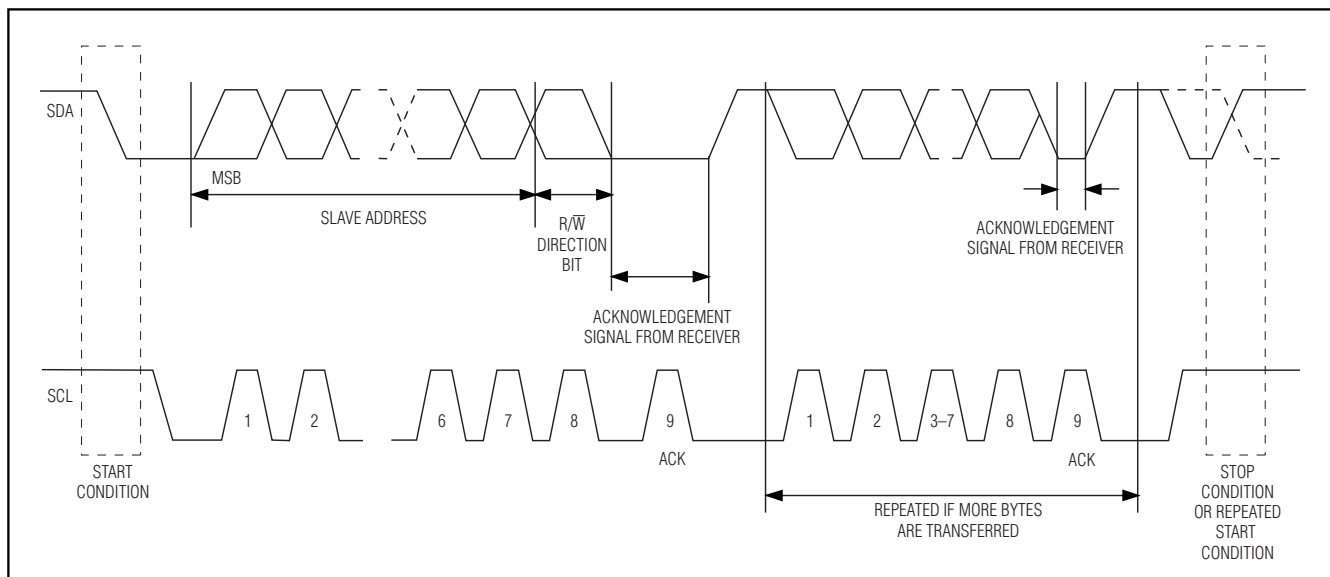 SDA
MSB
SLAVE ADDRESS
R/W̅
DIRECTION
BIT
ACKNOWLEDGEMENT
SIGNAL FROM RECEIVER
ACKNOWLEDGEMENT
SIGNAL FROM RECEIVER
SCL
1 2 6 7 8 9 1 2 3–7 8 9
ACK ACK
START
CONDITION
REPEATED IF MORE BYTES
ARE TRANSFERRED
STOP
CONDITION
OR REPEATED
START
CONDITION